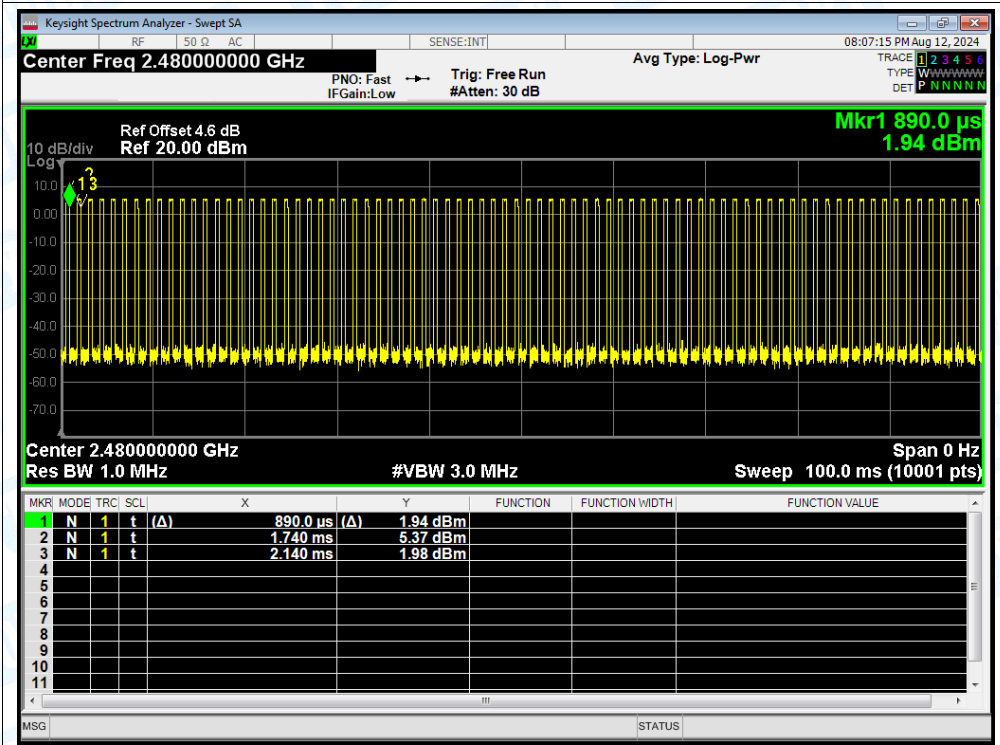 Keysight Spectrum Analyzer - Swept SA
LXI RF 50 Ω AC SENSE:INT 08:07:15 PM Aug 12, 2024
Center Freq 2.480000000 GHz Avg Type: Log-Pwr TRACE 1 2 3 4 5 6
PNO: Fast Trig: Free Run TYPE WWWWWWW
IFGain:Low #Atten: 30 dB DET P N N N N N
Mkr1 890.0 µs
Ref Offset 4.6 dB
10 dB/div Ref 20.00 dBm 1.94 dBm
Log
10.0
1 2 3
0.00
-10.0
-20.0
-30.0
-40.0
-50.0
-60.0
-70.0
Center 2.480000000 GHz Span 0 Hz
Res BW 1.0 MHz #VBW 3.0 MHz Sweep 100.0 ms (10001 pts)
MKR MODE TRC SCL X Y FUNCTION FUNCTION WIDTH FUNCTION VALUE
1 N 1 t (Δ) 890.0 µs (Δ) 1.94 dBm
2 N 1 t 1.740 ms 5.37 dBm
3 N 1 t 2.140 ms 1.98 dBm
4
5
6
7
8
9
10
11
MSG STATUS